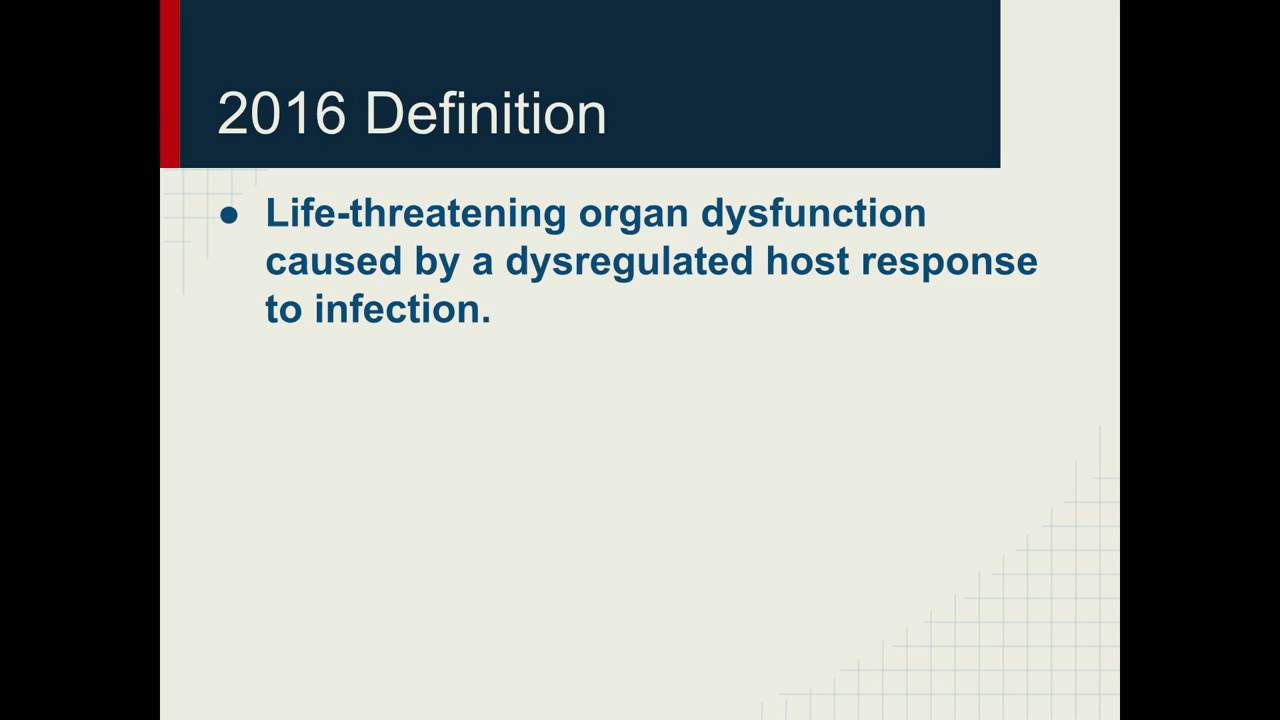 2016 Definition
● Life-threatening organ dysfunction
caused by a dysregulated host response
to infection.